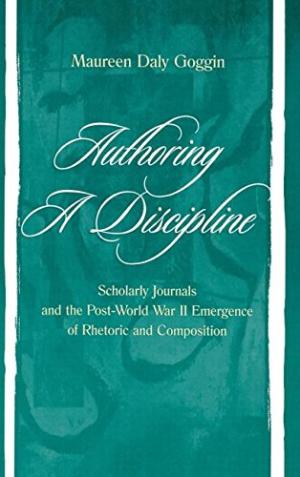 Maureen Daly Goggin
Authoring
A Discipline
Scholarly Journals
and the Post-World War II Emergence
of Rhetoric and Composition